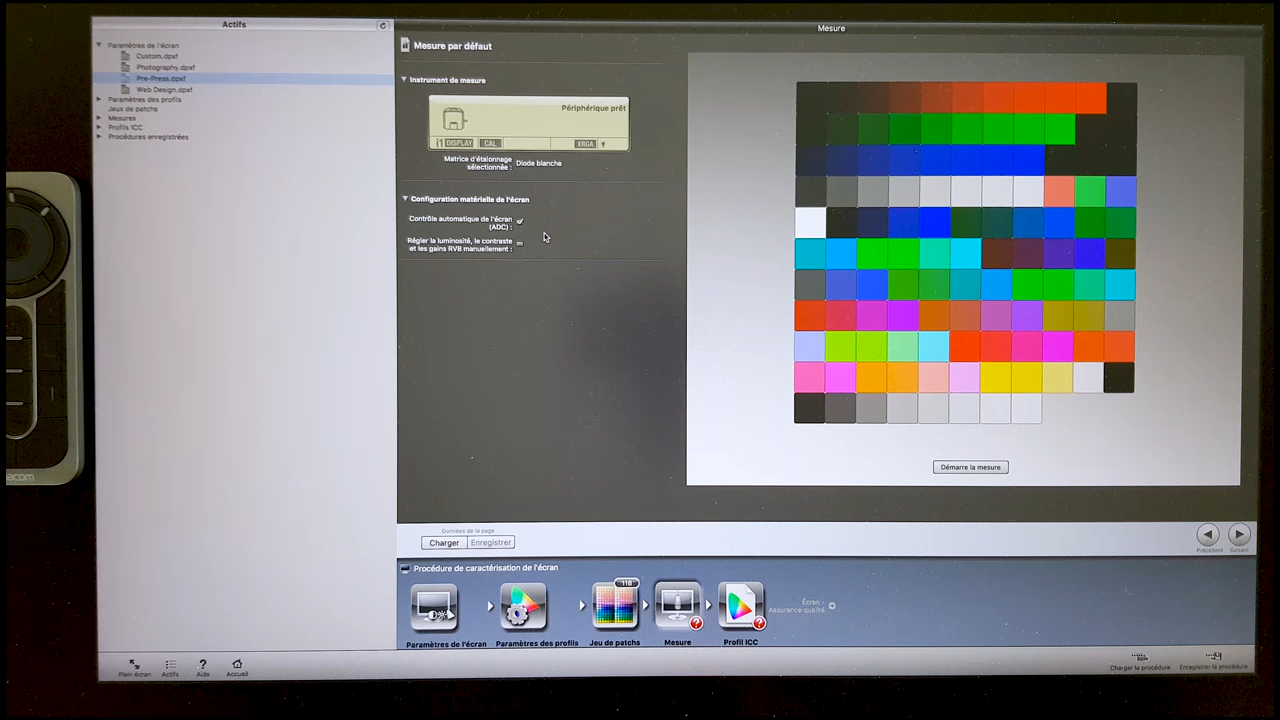 Actifs
Mesure
Paramètres de l'écran
Custom.dpxf
Photography.dpxf
Pre-Press.dpxf
Web Design.dpxf
Paramètres des profils
Jeux de patchs
Mesures
Profils ICC
Procédures enregistrées
Mesure par défaut
Instrument de mesure
Périphérique prêt
i1 DISPLAY CAL XRGA
Matrice d'étalonnage
sélectionnée : Diode blanche
Configuration matérielle de l'écran
Contrôle automatique de l'écran
(ADC) :
Régler la luminosité, le contraste
et les gains RVB manuellement :
Démarre la mesure
acom
Données de la page
Charger Enregistrer
Précédent Suivant
Procédure de caractérisation de l'écran
118
Écran -
Assurance qualité
Paramètres de l'écran Paramètres des profils Jeu de patchs Mesure Profil ICC
Plein écran Actifs Aide Accueil
Charger la procédure Enregistrer la procédure